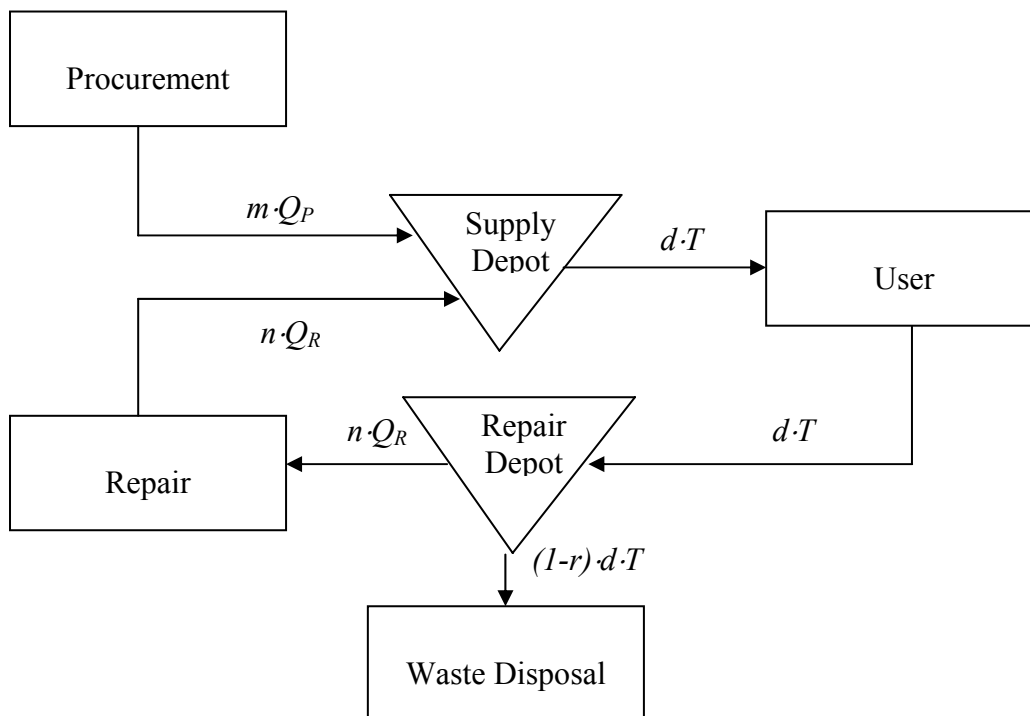 Procurement
m·Q_P
Supply
Depot
d·T
User
n·Q_R
Repair
Depot
n·Q_R
d·T
Repair
(1-r)·d·T
Waste Disposal